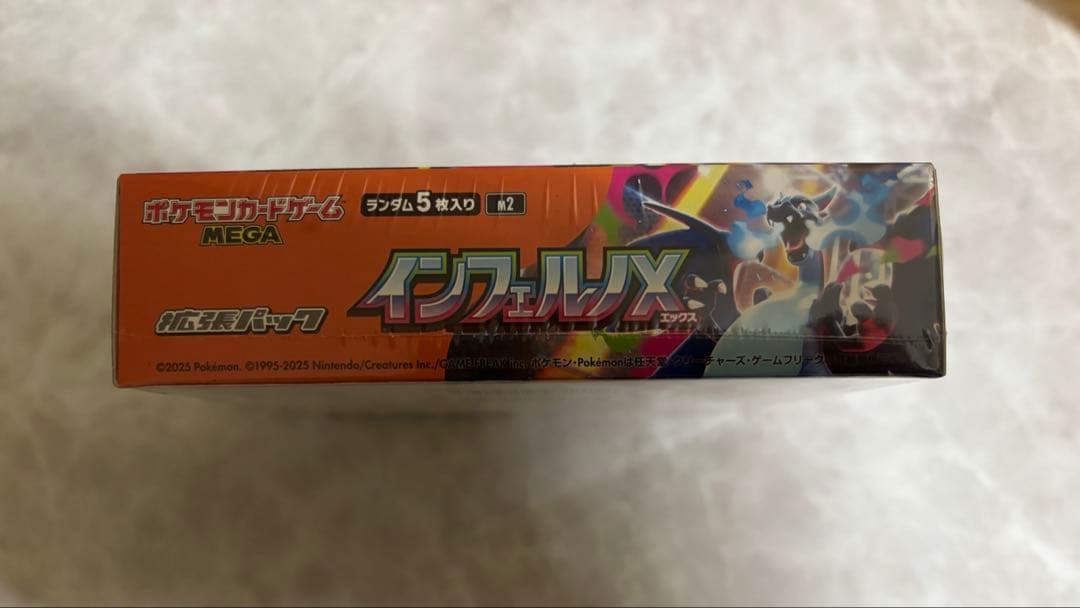 ポケモンカードゲーム
MEGA
ランダム5枚入り
M2
インフェルノX
エックス
拡張パック
©2025 Pokémon. ©1995-2025 Nintendo/Creatures Inc./GAME FREAK inc. ポケモン・Pokémonは任天堂・クリーチャーズ・ゲームフリーク